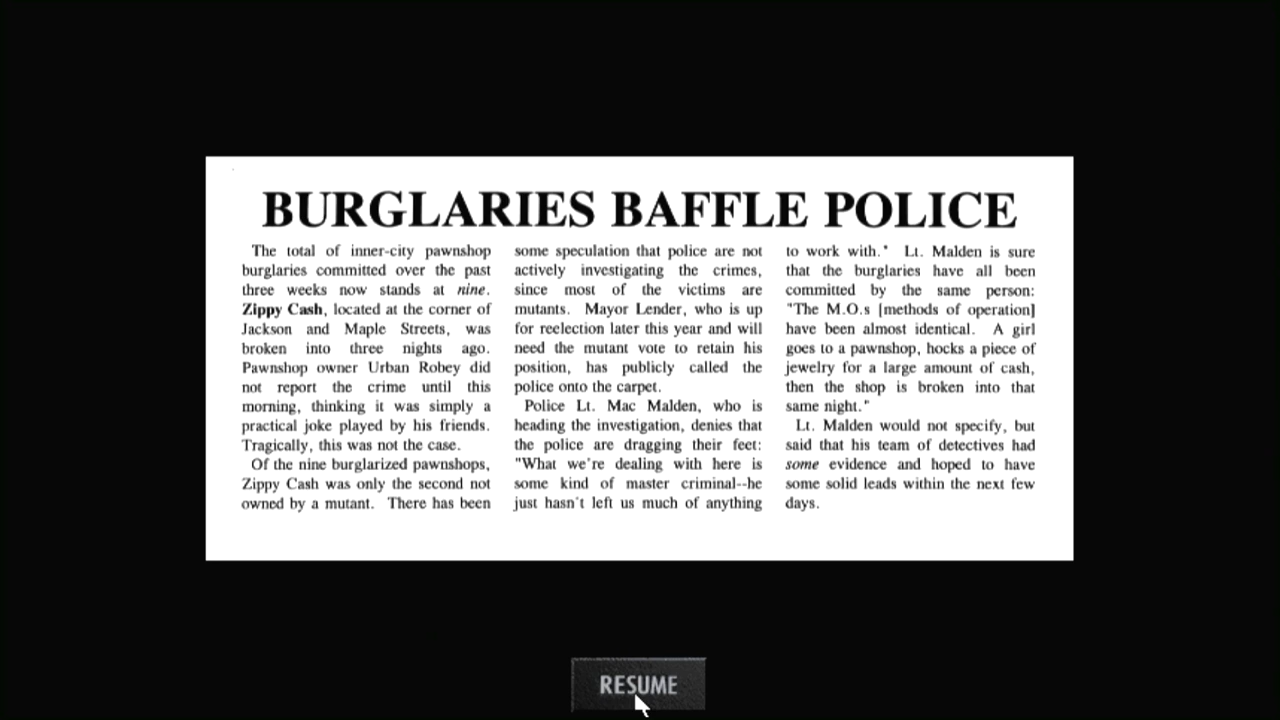 BURGLARIES BAFFLE POLICE
The total of inner-city pawnshop
burglaries committed over the past
three weeks now stands at nine.
Zippy Cash, located at the corner of
Jackson and Maple Streets, was
broken into three nights ago.
Pawnshop owner Urban Robey did
not report the crime until this
morning, thinking it was simply a
practical joke played by his friends.
Tragically, this was not the case.
Of the nine burglarized pawnshops,
Zippy Cash was only the second not
owned by a mutant. There has been
some speculation that police are not
actively investigating the crimes,
since most of the victims are
mutants. Mayor Lender, who is up
for reelection later this year and will
need the mutant vote to retain his
position, has publicly called the
police onto the carpet.
Police Lt. Mac Malden, who is
heading the investigation, denies that
the police are dragging their feet:
"What we're dealing with here is
some kind of master criminal--he
just hasn't left us much of anything
to work with." Lt. Malden is sure
that the burglaries have all been
committed by the same person:
"The M.O.s [methods of operation]
have been almost identical. A girl
goes to a pawnshop, hocks a piece of
jewelry for a large amount of cash,
then the shop is broken into that
same night."
Lt. Malden would not specify, but
said that his team of detectives had
some evidence and hoped to have
some solid leads within the next few
days.
RESUME